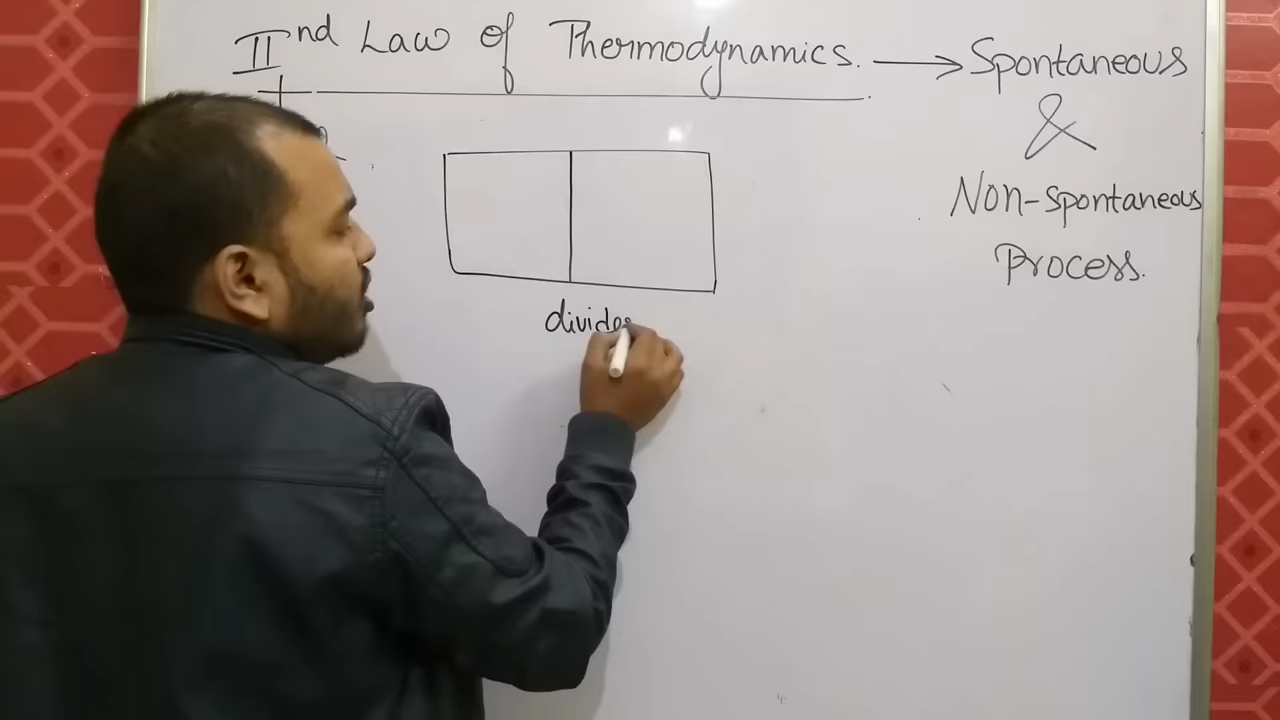 IInd Law of Thermodynamics. → Spontaneous
&
Non-spontaneous
Process.
divide